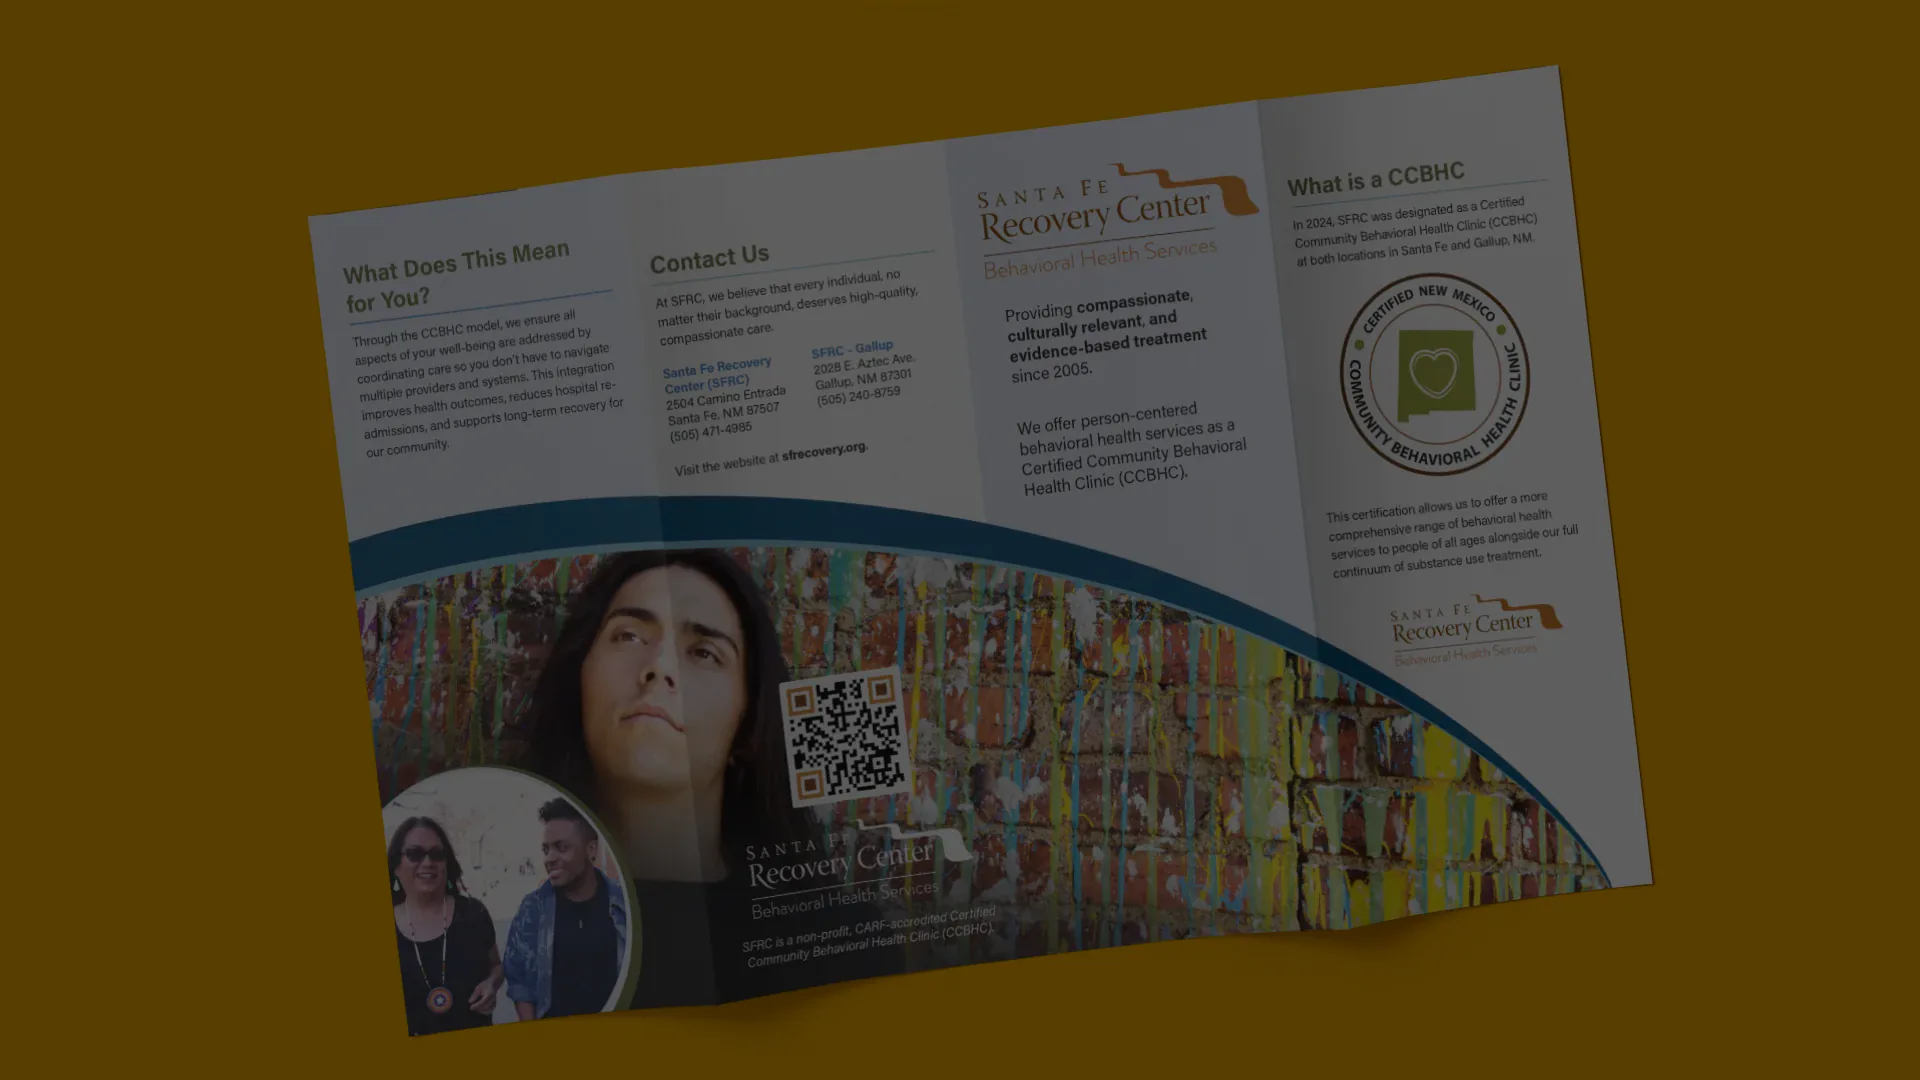 What Does This Mean
for You?
Through the CCBHC model, we ensure all
aspects of your well-being are addressed by
coordinating care so you don't have to navigate
multiple providers and systems. This integration
improves health outcomes, reduces hospital re-
admissions, and supports long-term recovery for
our community.
Contact Us
At SFRC, we believe that every individual, no
matter their background, deserves high-quality,
compassionate care.
Santa Fe Recovery
Center (SFRC)
2504 Camino Entrada
Santa Fe, NM 87507
(505) 471-4985
SFRC - Gallup
2028 E. Aztec Ave.
Gallup, NM 87301
(505) 240-8759
Visit the website at sfrecovery.org.
SANTA FE
Recovery Center
Behavioral Health Services
SFRC is a non-profit, CARF-accredited Certified
Community Behavioral Health Clinic (CCBHC).
SANTA FE
Recovery Center
Behavioral Health Services
Providing compassionate,
culturally relevant, and
evidence-based treatment
since 2005.
We offer person-centered
behavioral health services as a
Certified Community Behavioral
Health Clinic (CCBHC).
What is a CCBHC
In 2024, SFRC was designated as a Certified
Community Behavioral Health Clinic (CCBHC)
at both locations in Santa Fe and Gallup, NM.
CERTIFIED NEW MEXICO
COMMUNITY BEHAVIORAL HEALTH CLINIC
This certification allows us to offer a more
comprehensive range of behavioral health
services to people of all ages alongside our full
continuum of substance use treatment.
SANTA FE
Recovery Center
Behavioral Health Services